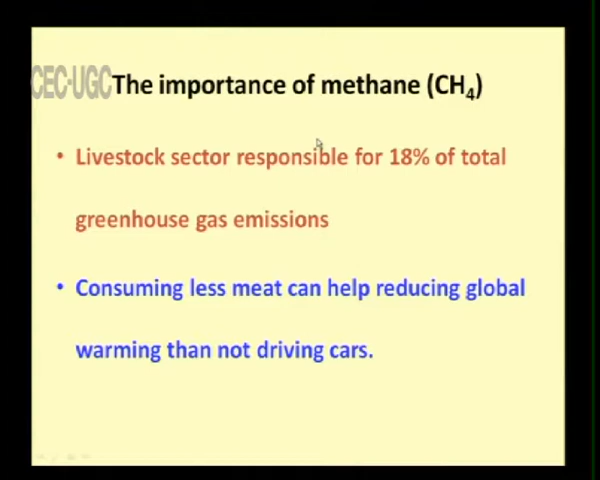 CEC-UGC
The importance of methane (CH₄)
• Livestock sector responsible for 18% of total
greenhouse gas emissions
• Consuming less meat can help reducing global
warming than not driving cars.